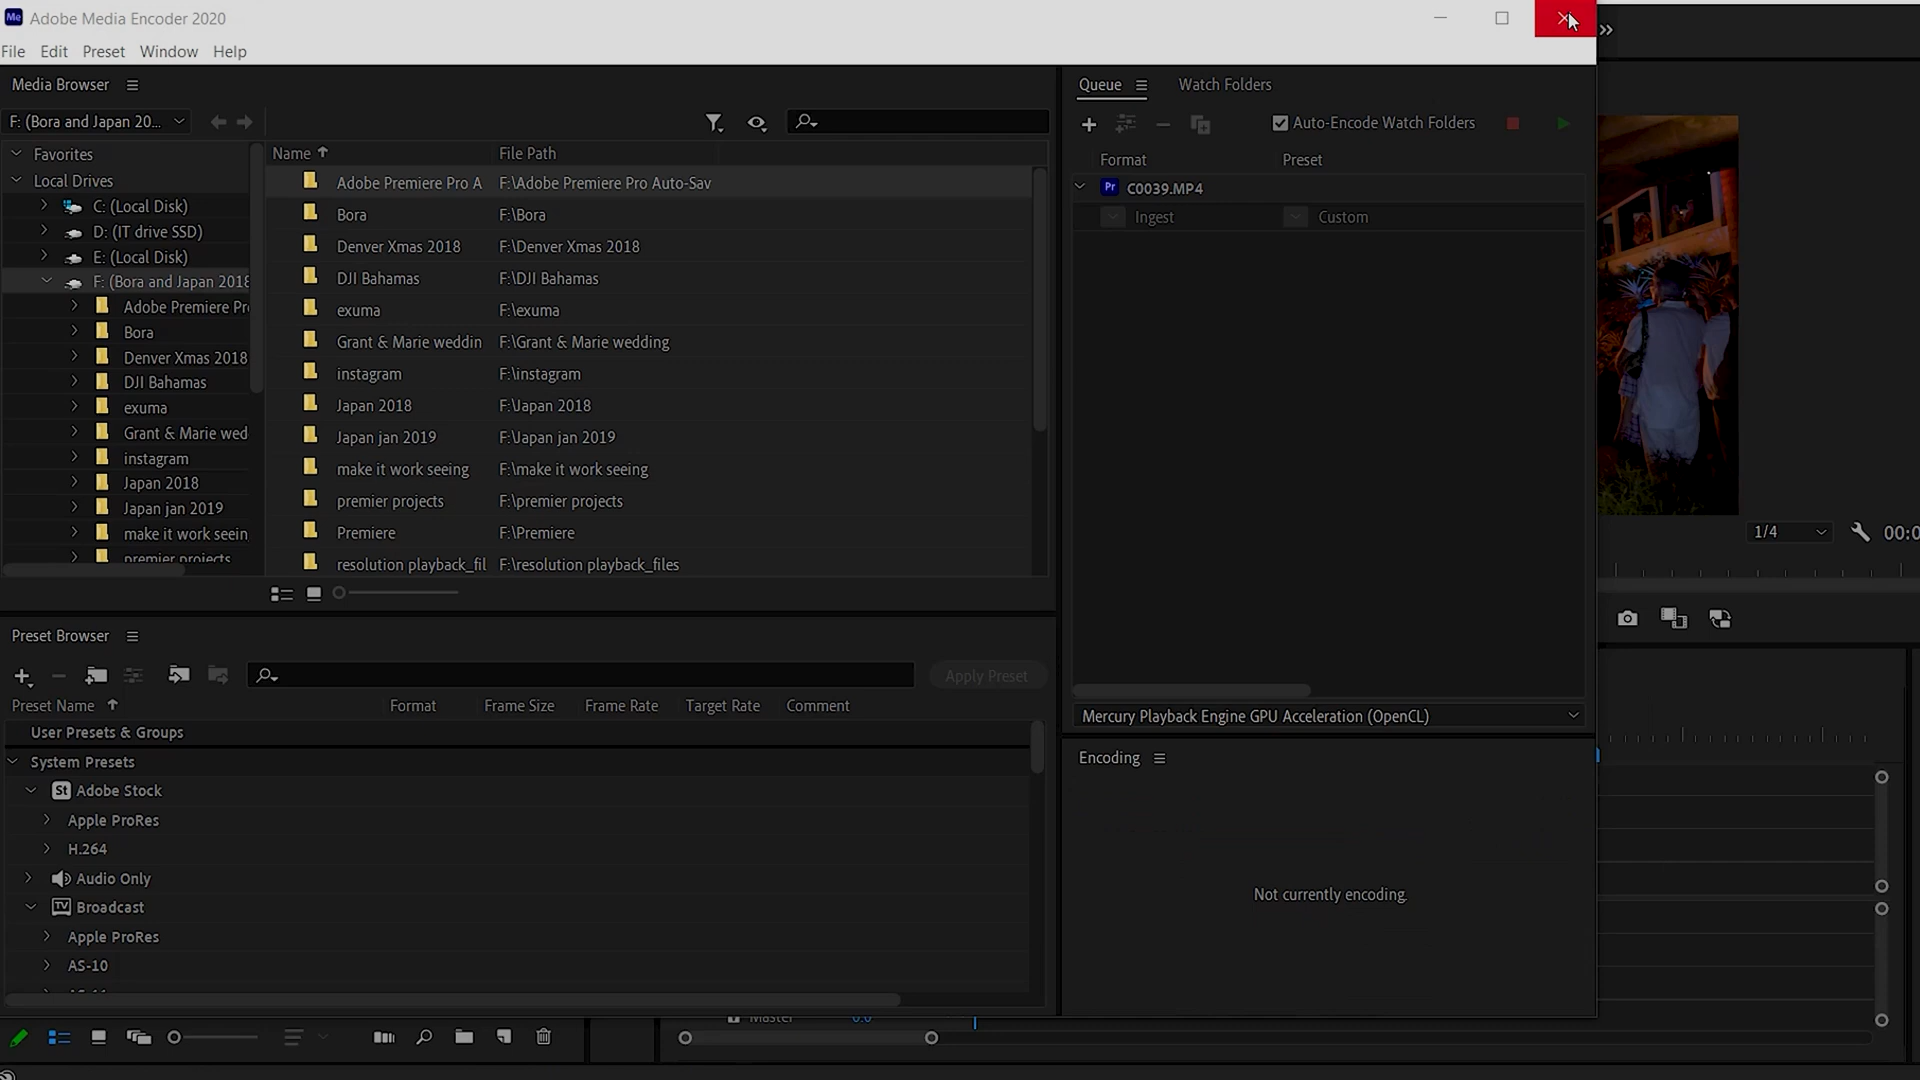 Me Adobe Media Encoder 2020
File Edit Preset Window Help
Media Browser
F: (Bora and Japan 20...
Favorites
Local Drives
C: (Local Disk)
D: (IT drive SSD)
E: (Local Disk)
F: (Bora and Japan 2018
Adobe Premiere Pr
Bora
Denver Xmas 2018
DJI Bahamas
exuma
Grant & Marie wed
instagram
Japan 2018
Japan jan 2019
make it work seein
premier projects
Name File Path
Adobe Premiere Pro A F:\Adobe Premiere Pro Auto-Sav
Bora F:\Bora
Denver Xmas 2018 F:\Denver Xmas 2018
DJI Bahamas F:\DJI Bahamas
exuma F:\exuma
Grant & Marie weddin F:\Grant & Marie wedding
instagram F:\instagram
Japan 2018 F:\Japan 2018
Japan jan 2019 F:\Japan jan 2019
make it work seeing F:\make it work seeing
premier projects F:\premier projects
Premiere F:\Premiere
resolution playback_fil F:\resolution playback_files
Queue Watch Folders
Auto-Encode Watch Folders
Format Preset
Pr C0039.MP4
Ingest Custom
Mercury Playback Engine GPU Acceleration (OpenCL)
1/4 00:0
Preset Browser
Apply Preset
Preset Name Format Frame Size Frame Rate Target Rate Comment
User Presets & Groups
System Presets
St Adobe Stock
Apple ProRes
H.264
Audio Only
TV Broadcast
Apple ProRes
AS-10
Encoding
Not currently encoding.
Master 0.0